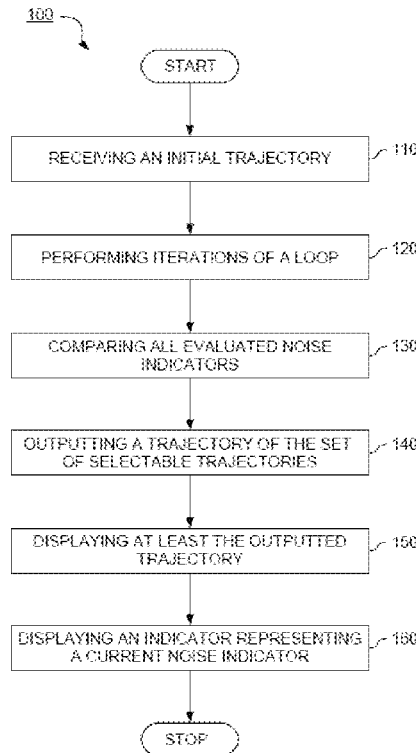 100
START
RECEIVING AN INITIAL TRAJECTORY
110
PERFORMING ITERATIONS OF A LOOP
120
COMPARING ALL EVALUATED NOISE
INDICATORS
130
OUTPUTTING A TRAJECTORY OF THE SET
OF SELECTABLE TRAJECTORIES
140
DISPLAYING AT LEAST THE OUTPUTTED
TRAJECTORY
150
DISPLAYING AN INDICATOR REPRESENTING
A CURRENT NOISE INDICATOR
160
STOP